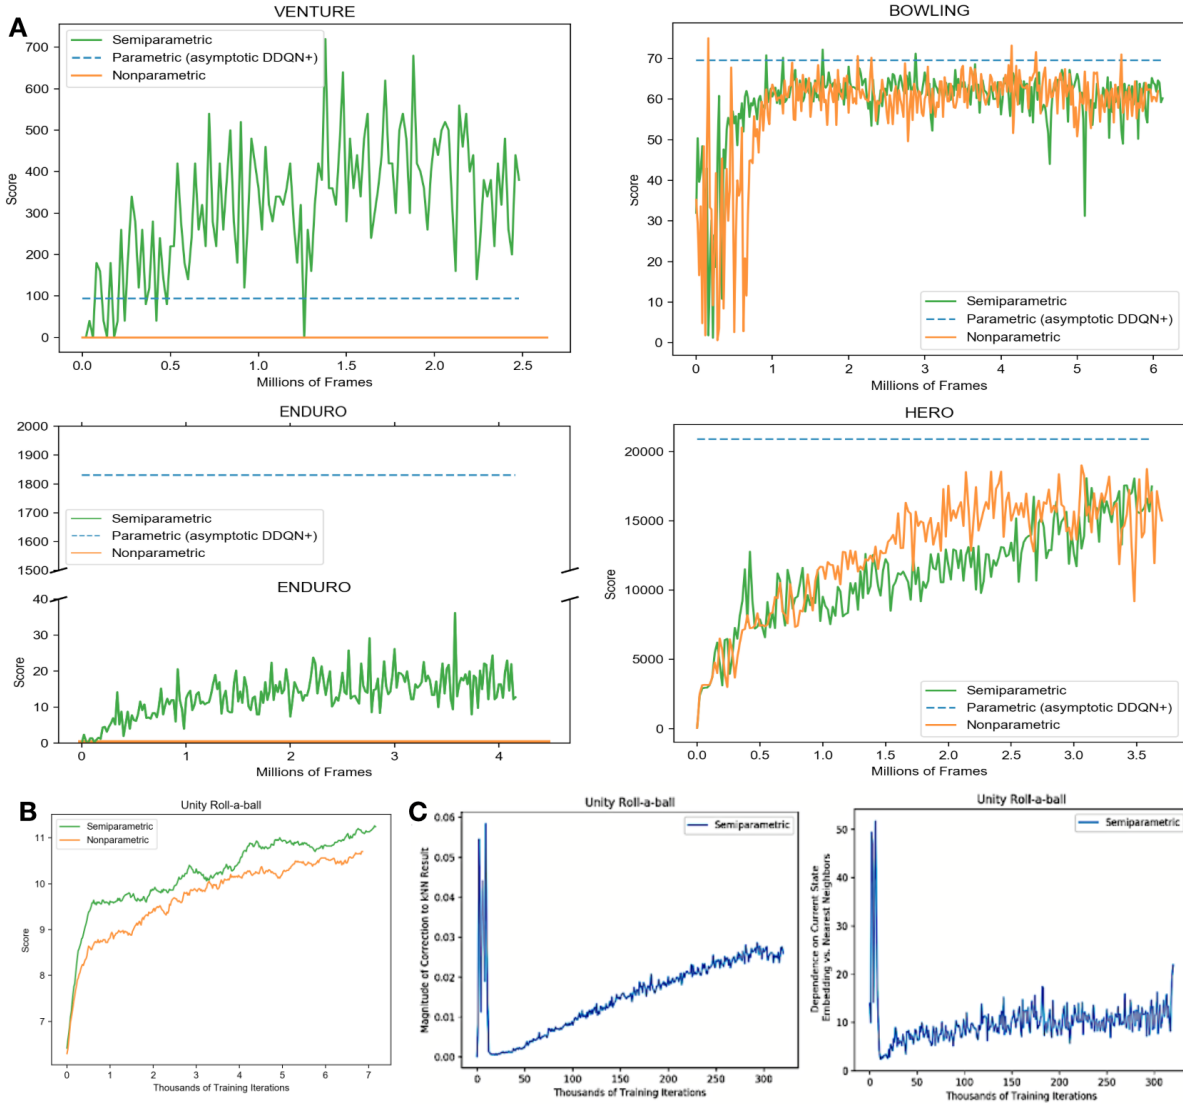 A
VENTURE
Semiparametric
Parametric (asymptotic DDQN+)
Nonparametric
700
600
500
400
300
200
100
0
Score
0.0 0.5 1.0 1.5 2.0 2.5
Millions of Frames
BOWLING
70
60
50
40
30
20
10
0
Score
Semiparametric
Parametric (asymptotic DDQN+)
Nonparametric
0 1 2 3 4 5 6
Millions of Frames
ENDURO
2000
1900
1800
1700
1600
1500
Semiparametric
Parametric (asymptotic DDQN+)
Nonparametric
ENDURO
40
30
20
10
0
Score
0 1 2 3 4
Millions of Frames
HERO
20000
15000
10000
5000
0
Score
Semiparametric
Parametric (asymptotic DDQN+)
Nonparametric
0.0 0.5 1.0 1.5 2.0 2.5 3.0 3.5
Millions of Frames
B
Unity Roll-a-ball
Semiparametric
Nonparametric
11
10
9
8
7
Score
0 1 2 3 4 5 6 7
Thousands of Training Iterations
C
Unity Roll-a-ball
Semiparametric
0.06
0.05
0.04
0.03
0.02
0.01
0.00
Magnitude of Correction to kNN Result
0 50 100 150 200 250 300
Thousands of Training Iterations
Unity Roll-a-ball
Semiparametric
50
40
30
20
10
0
Dependence on Current State
Embedding vs. Nearest Neighbors
0 50 100 150 200 250 300
Thousands of Training Iterations